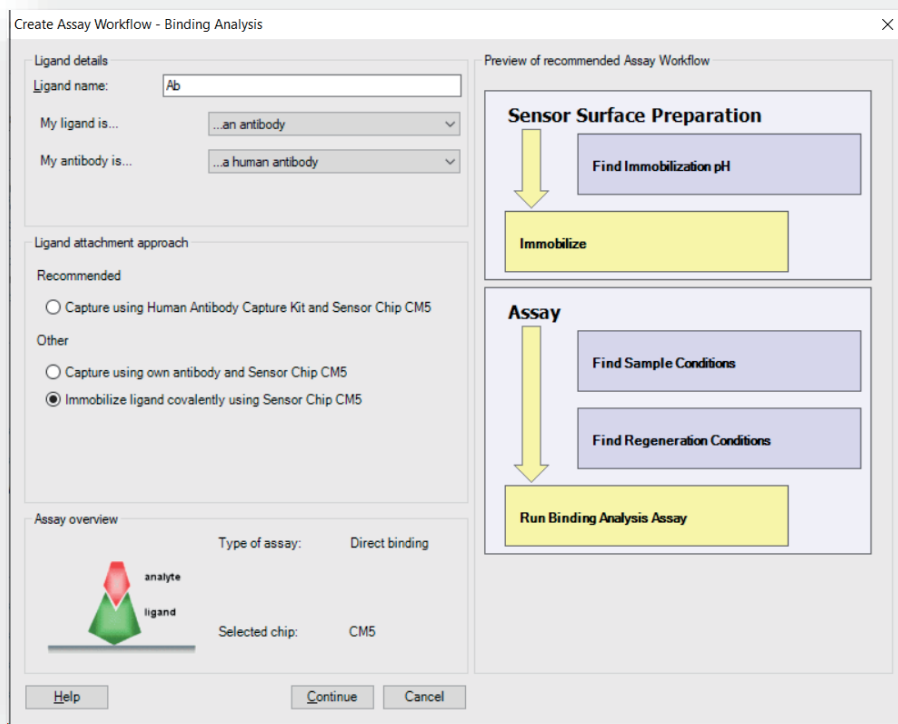 Create Assay Workflow - Binding Analysis
Ligand details
Ligand name: Ab
My ligand is... ...an antibody
My antibody is... ...a human antibody
Ligand attachment approach
Recommended
Capture using Human Antibody Capture Kit and Sensor Chip CM5
Other
Capture using own antibody and Sensor Chip CM5
Immobilize ligand covalently using Sensor Chip CM5
Assay overview
Type of assay: Direct binding
analyte
ligand
Selected chip: CM5
Preview of recommended Assay Workflow
Sensor Surface Preparation
Find Immobilization pH
Immobilize
Assay
Find Sample Conditions
Find Regeneration Conditions
Run Binding Analysis Assay
Help Continue Cancel